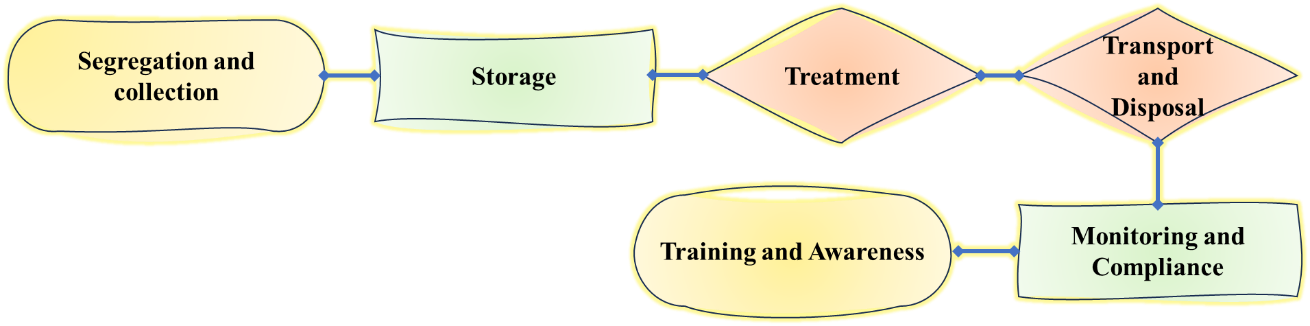 Segregation and
collection
Storage
Treatment
Transport
and
Disposal
Monitoring and
Compliance
Training and Awareness